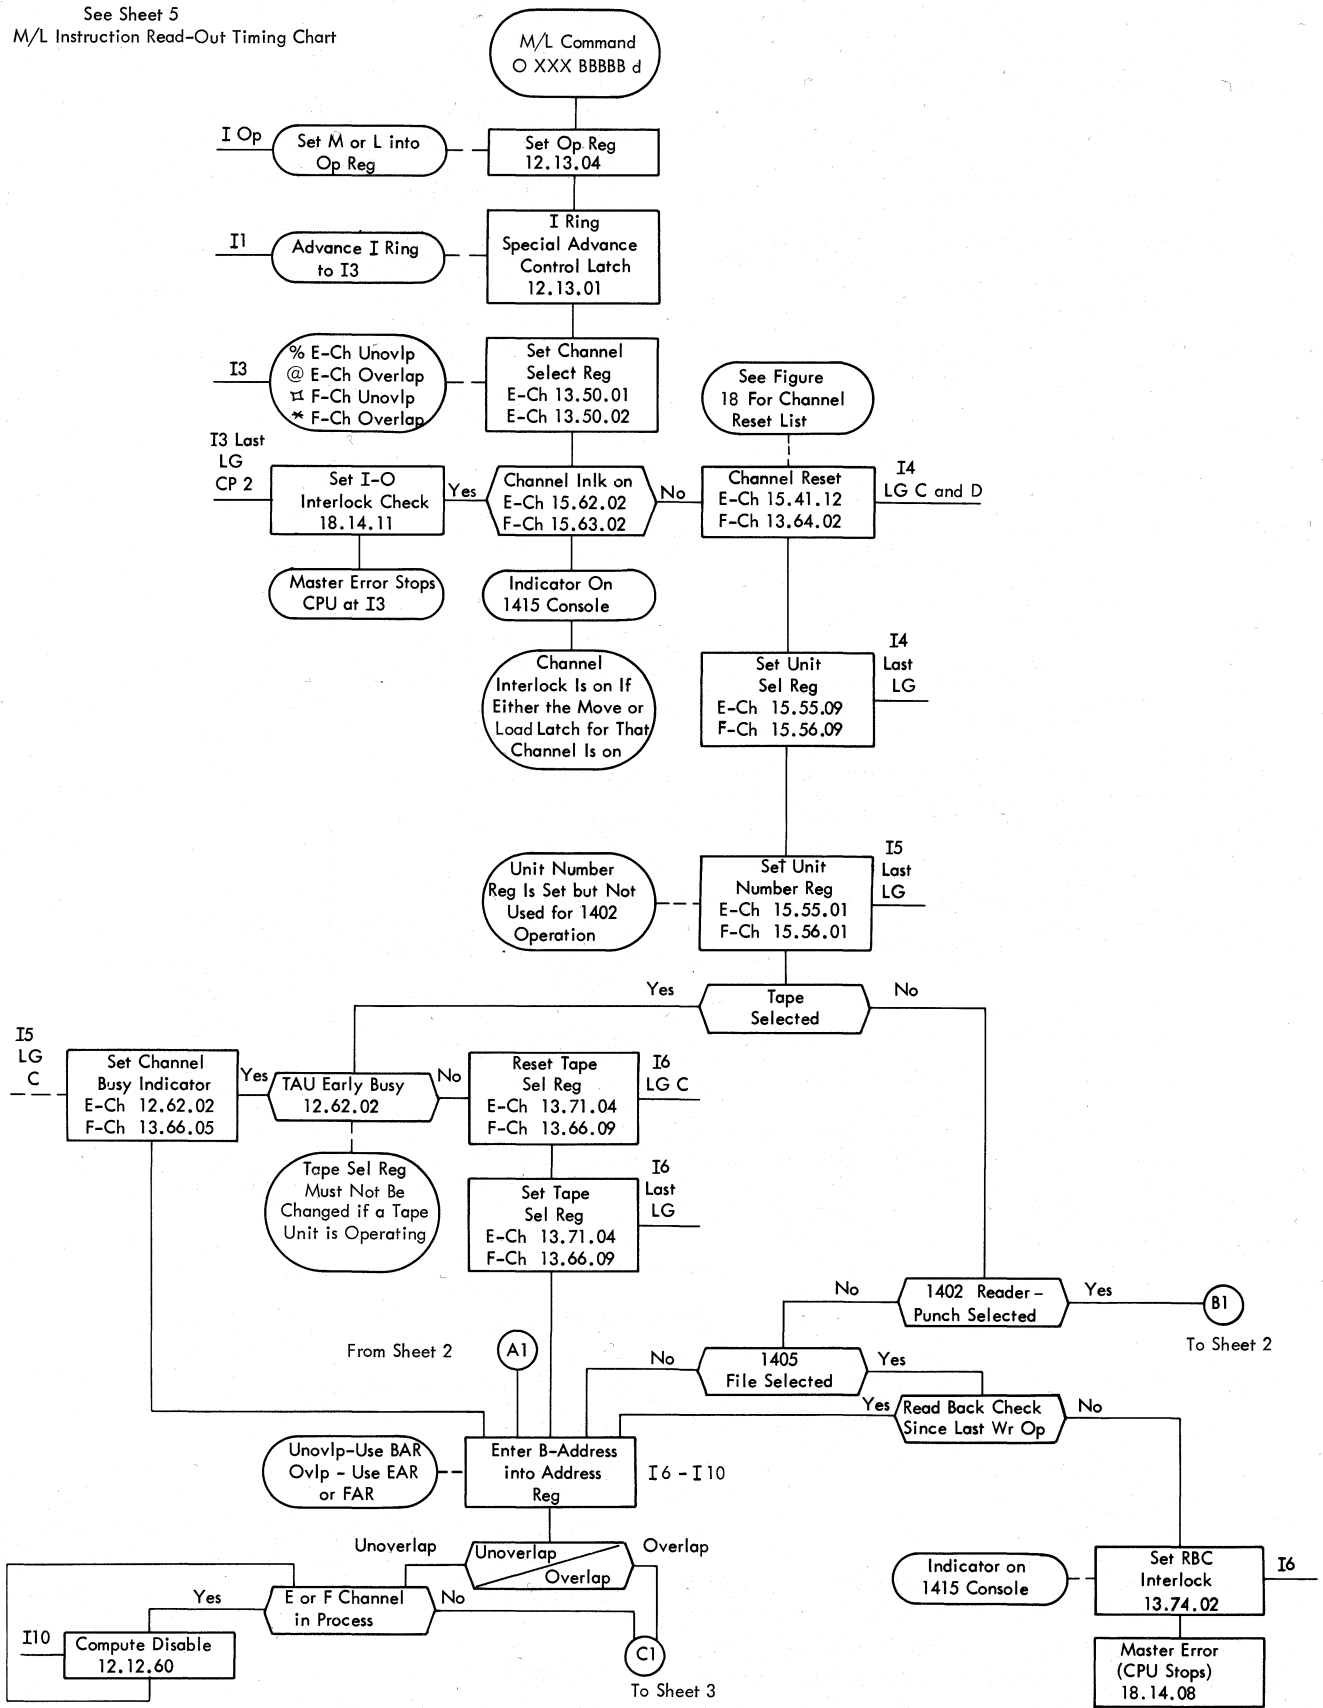 See Sheet 5
M/L Instruction Read-Out Timing Chart
M/L Command
O XXX BBBBB d
I Op
Set M or L into
Op Reg
Set Op Reg
12.13.04
I1
Advance I Ring
to I3
I Ring
Special Advance
Control Latch
12.13.01
I3
% E-Ch Unovlp
@ E-Ch Overlap
⌑ F-Ch Unovlp
* F-Ch Overlap
Set Channel
Select Reg
E-Ch 13.50.01
E-Ch 13.50.02
See Figure
18 For Channel
Reset List
I3 Last
LG
CP 2
Set I-O
Interlock Check
18.14.11
Yes
Channel Inlk on
E-Ch 15.62.02
F-Ch 15.63.02
No
Channel Reset
E-Ch 15.41.12
F-Ch 13.64.02
I4
LG C and D
Master Error Stops
CPU at I3
Indicator On
1415 Console
Channel
Interlock Is on If
Either the Move or
Load Latch for That
Channel Is on
Set Unit
Sel Reg
E-Ch 15.55.09
F-Ch 15.56.09
I4
Last
LG
Unit Number
Reg Is Set but Not
Used for 1402
Operation
Set Unit
Number Reg
E-Ch 15.55.01
F-Ch 15.56.01
I5
Last
LG
Yes
Tape
Selected
No
I5
LG
C
Set Channel
Busy Indicator
E-Ch 12.62.02
F-Ch 13.66.05
Yes
TAU Early Busy
12.62.02
No
Reset Tape
Sel Reg
E-Ch 13.71.04
F-Ch 13.66.09
I6
LG C
Tape Sel Reg
Must Not Be
Changed if a Tape
Unit is Operating
Set Tape
Sel Reg
E-Ch 13.71.04
F-Ch 13.66.09
I6
Last
LG
No
1402 Reader-
Punch Selected
Yes
B1
To Sheet 2
From Sheet 2
A1
No
1405
File Selected
Yes
Yes
Read Back Check
Since Last Wr Op
No
Unovlp-Use BAR
Ovlp - Use EAR
or FAR
Enter B-Address
into Address
Reg
I6 - I10
Unoverlap
Unoverlap
Overlap
Overlap
Yes
E or F Channel
in Process
No
I10
Compute Disable
12.12.60
C1
To Sheet 3
Indicator on
1415 Console
Set RBC
Interlock
13.74.02
I6
Master Error
(CPU Stops)
18.14.08